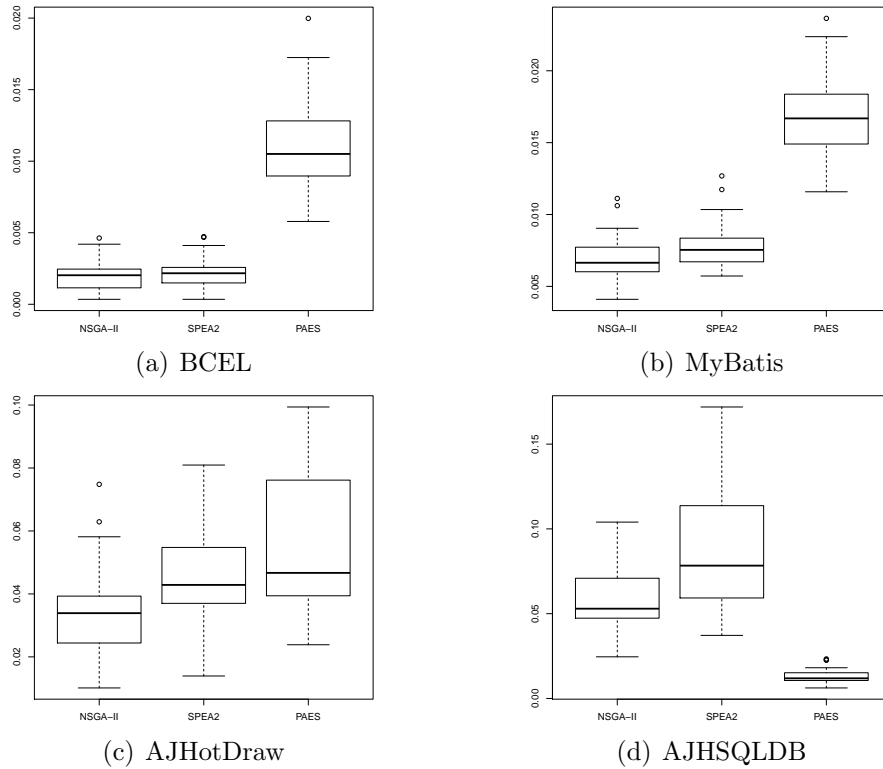 0.020
0.015
0.010
0.005
0.000
NSGA−II SPEA2 PAES
(a) BCEL
0.020
0.015
0.010
0.005
NSGA−II SPEA2 PAES
(b) MyBatis
0.10
0.08
0.06
0.04
0.02
NSGA−II SPEA2 PAES
(c) AJHotDraw
0.15
0.10
0.05
0.00
NSGA−II SPEA2 PAES
(d) AJHSQLDB